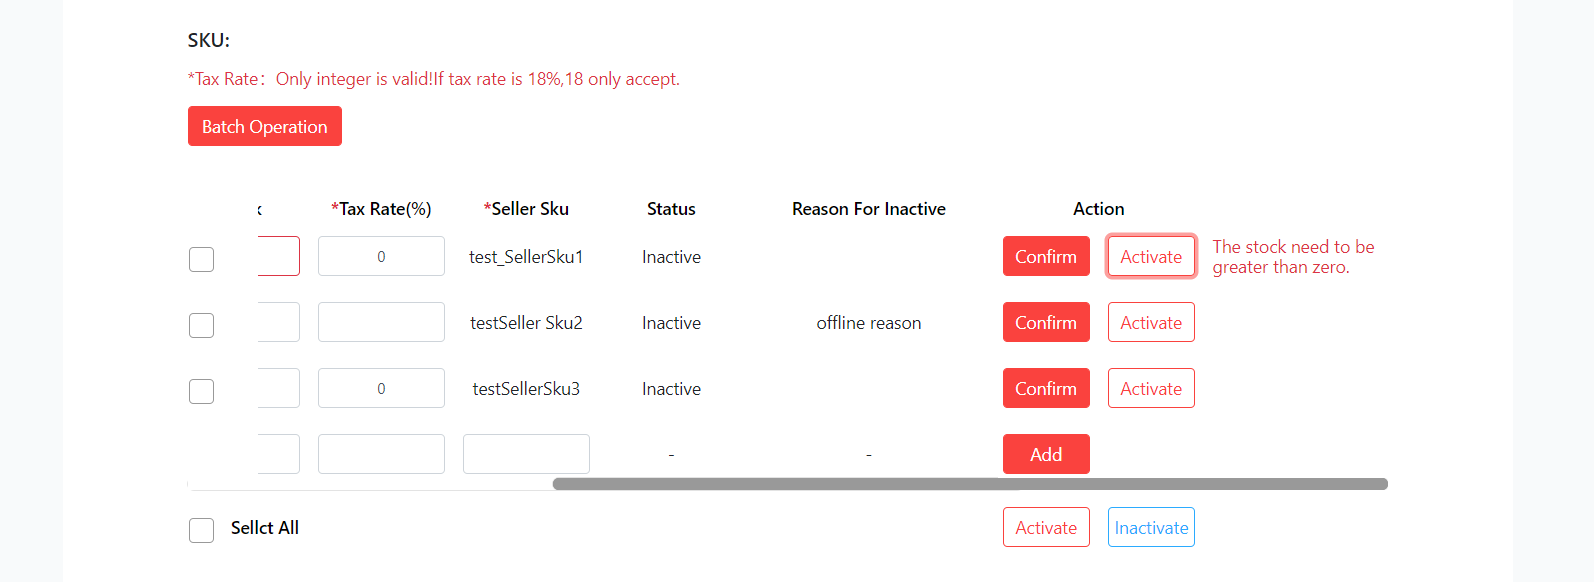 SKU:
*Tax Rate：Only integer is valid!If tax rate is 18%,18 only accept.
Batch Operation
*Tax Rate(%) *Seller Sku Status Reason For Inactive Action
0 test_SellerSku1 Inactive Confirm Activate The stock need to be
greater than zero.
testSeller Sku2 Inactive offline reason Confirm Activate
0 testSellerSku3 Inactive Confirm Activate
- - Add
Sellct All Activate Inactivate